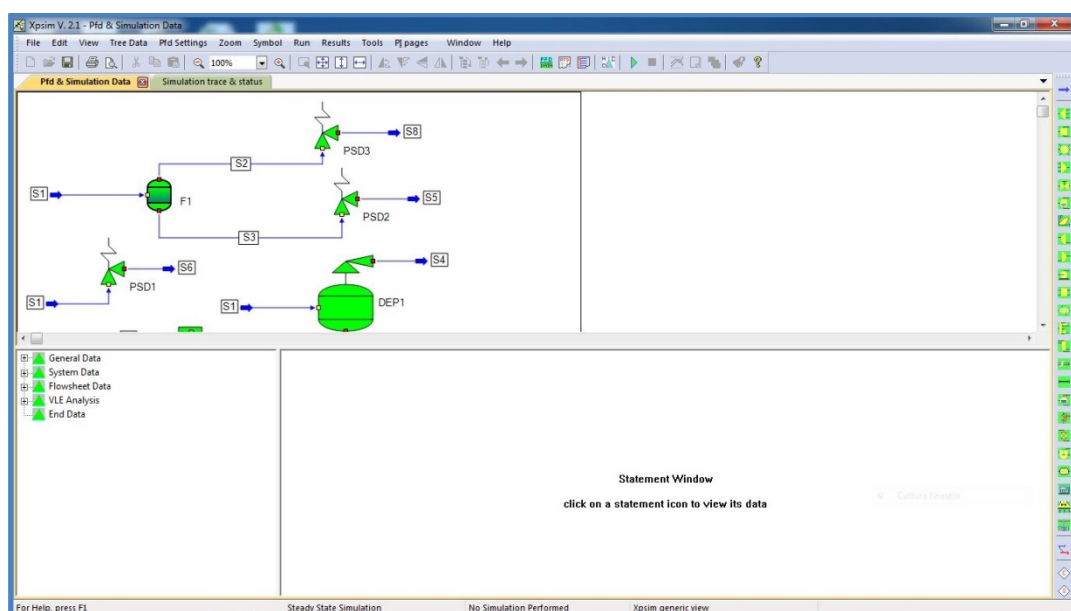 Xpsim V. 2.1 - Pfd & Simulation Data
File Edit View Tree Data Pfd Settings Zoom Symbol Run Results Tools PJ pages Window Help
100%
Pfd & Simulation Data Simulation trace & status
S8
PSD3
S2
S1
F1
S5
PSD2
S3
S4
S6
PSD1
S1
S1
DEP1
General Data
System Data
Flowsheet Data
VLE Analysis
End Data
Statement Window
click on a statement icon to view its data
For Help, press F1 Steady State Simulation No Simulation Performed Xpsim generic view